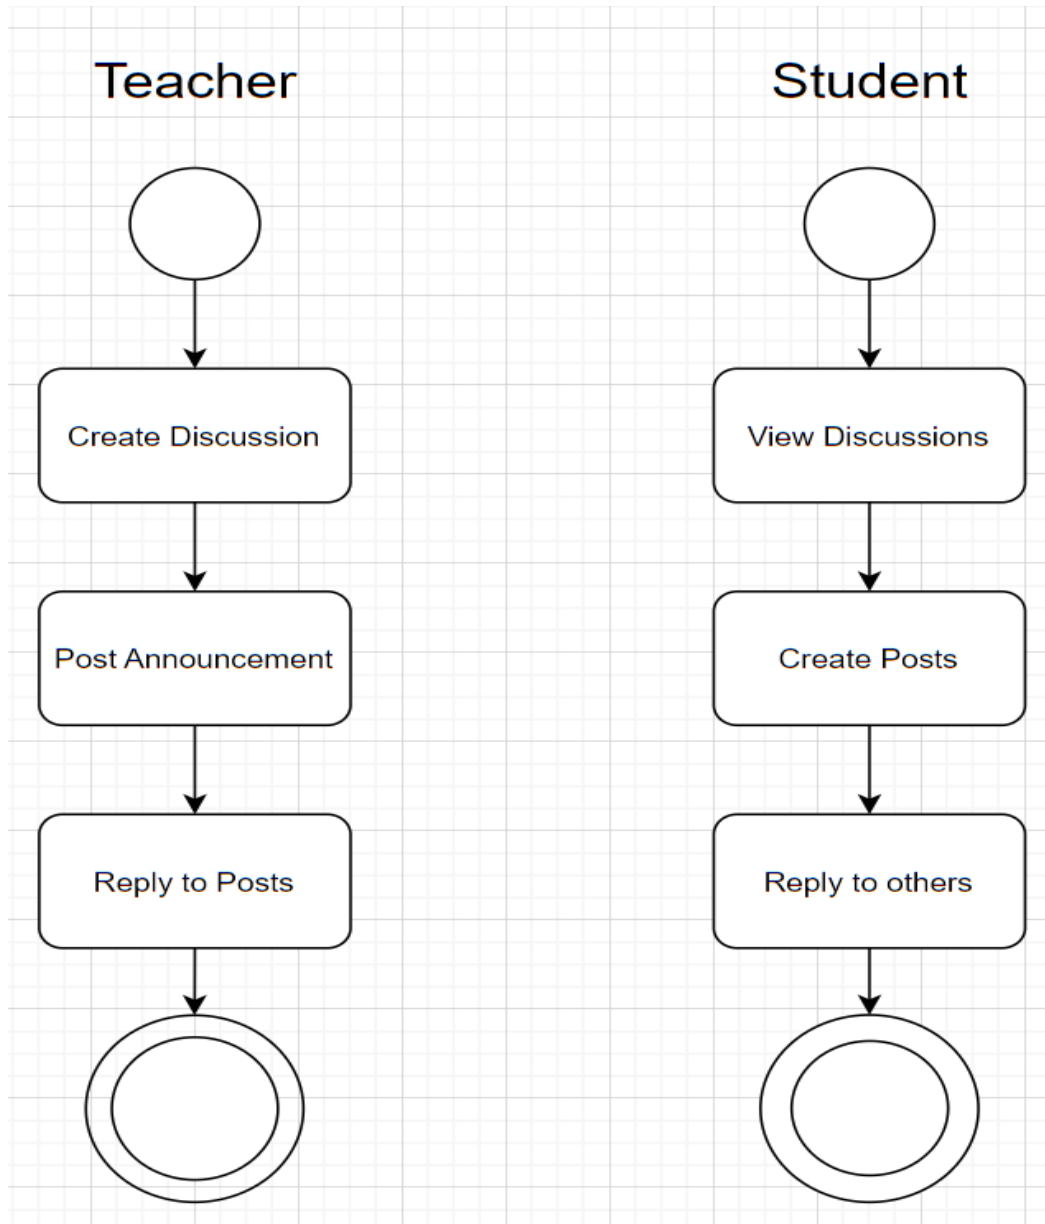 Teacher
Student
Create Discussion
View Discussions
Post Announcement
Create Posts
Reply to Posts
Reply to others